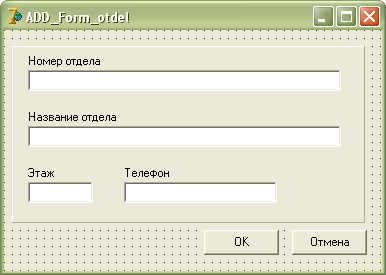 ADD_Form_otdel
Номер отдела
Название отдела
Этаж Телефон
OK Отмена